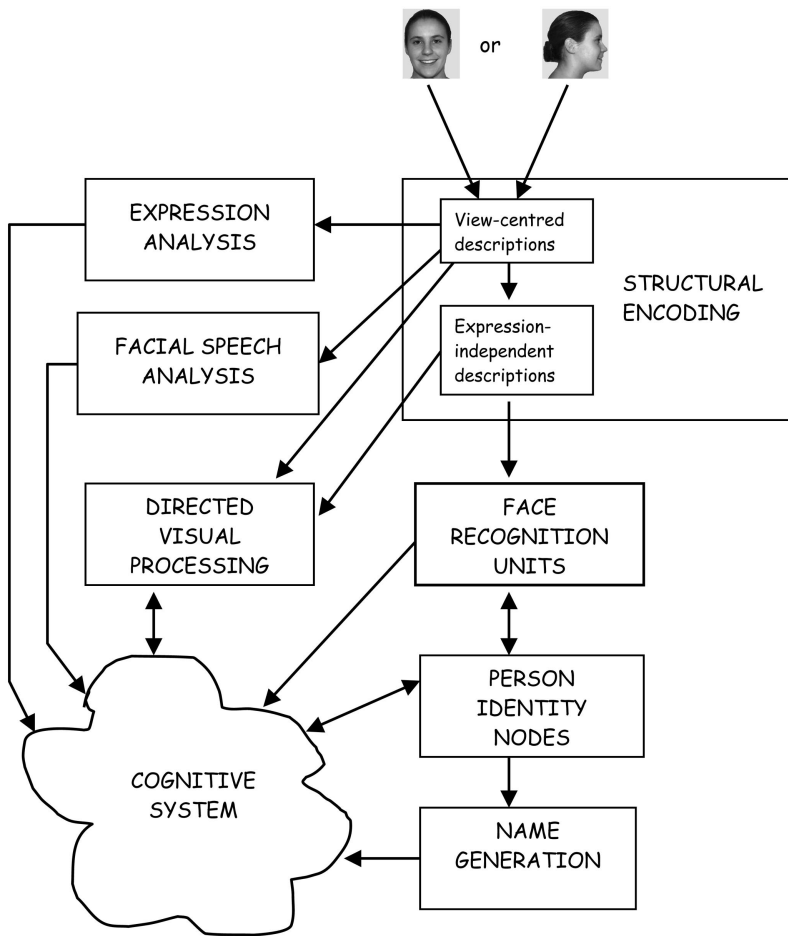 or
EXPRESSION
ANALYSIS
View-centred
descriptions
STRUCTURAL
ENCODING
FACIAL SPEECH
ANALYSIS
Expression-
independent
descriptions
DIRECTED
VISUAL
PROCESSING
FACE
RECOGNITION
UNITS
PERSON
IDENTITY
NODES
COGNITIVE
SYSTEM
NAME
GENERATION